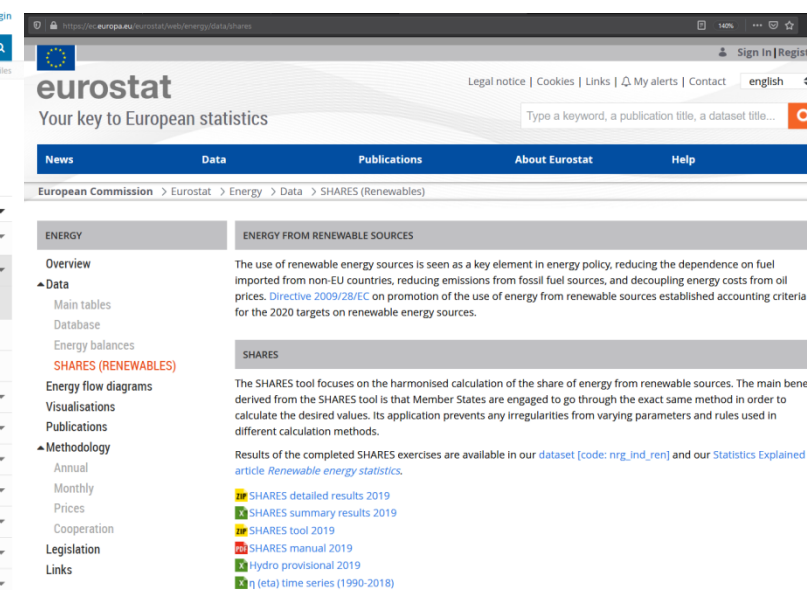 gin
iles
https://ec.europa.eu/eurostat/web/energy/data/shares
140%
Sign In|Regist
eurostat
Your key to European statistics
Legal notice | Cookies | Links | My alerts | Contact
english
Type a keyword, a publication title, a dataset title...
News Data Publications About Eurostat Help
European Commission > Eurostat > Energy > Data > SHARES (Renewables)
ENERGY
Overview
Data
Main tables
Database
Energy balances
SHARES (RENEWABLES)
Energy flow diagrams
Visualisations
Publications
Methodology
Annual
Monthly
Prices
Cooperation
Legislation
Links
ENERGY FROM RENEWABLE SOURCES
The use of renewable energy sources is seen as a key element in energy policy, reducing the dependence on fuel
imported from non-EU countries, reducing emissions from fossil fuel sources, and decoupling energy costs from oil
prices. Directive 2009/28/EC on promotion of the use of energy from renewable sources established accounting criteria
for the 2020 targets on renewable energy sources.
SHARES
The SHARES tool focuses on the harmonised calculation of the share of energy from renewable sources. The main bene
derived from the SHARES tool is that Member States are engaged to go through the exact same method in order to
calculate the desired values. Its application prevents any irregularities from varying parameters and rules used in
different calculation methods.
Results of the completed SHARES exercises are available in our dataset [code: nrg_ind_ren] and our Statistics Explained
article Renewable energy statistics.
ZIP SHARES detailed results 2019
X SHARES summary results 2019
ZIP SHARES tool 2019
PDF SHARES manual 2019
X Hydro provisional 2019
X η (eta) time series (1990-2018)